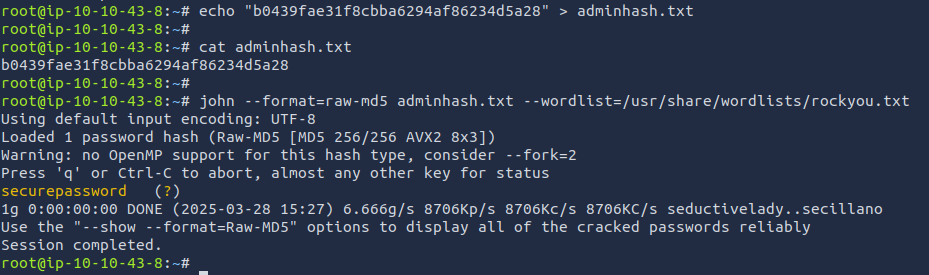 root@ip-10-10-43-8:~# echo "b0439fae31f8cbba6294af86234d5a28" > adminhash.txt
root@ip-10-10-43-8:~#
root@ip-10-10-43-8:~# cat adminhash.txt
b0439fae31f8cbba6294af86234d5a28
root@ip-10-10-43-8:~#
root@ip-10-10-43-8:~# john --format=raw-md5 adminhash.txt --wordlist=/usr/share/wordlists/rockyou.txt
Using default input encoding: UTF-8
Loaded 1 password hash (Raw-MD5 [MD5 256/256 AVX2 8x3])
Warning: no OpenMP support for this hash type, consider --fork=2
Press 'q' or Ctrl-C to abort, almost any other key for status
securepassword   (?)
1g 0:00:00:00 DONE (2025-03-28 15:27) 6.666g/s 8706Kp/s 8706Kc/s 8706KC/s seductivelady..secillano
Use the "--show --format=Raw-MD5" options to display all of the cracked passwords reliably
Session completed.
root@ip-10-10-43-8:~#